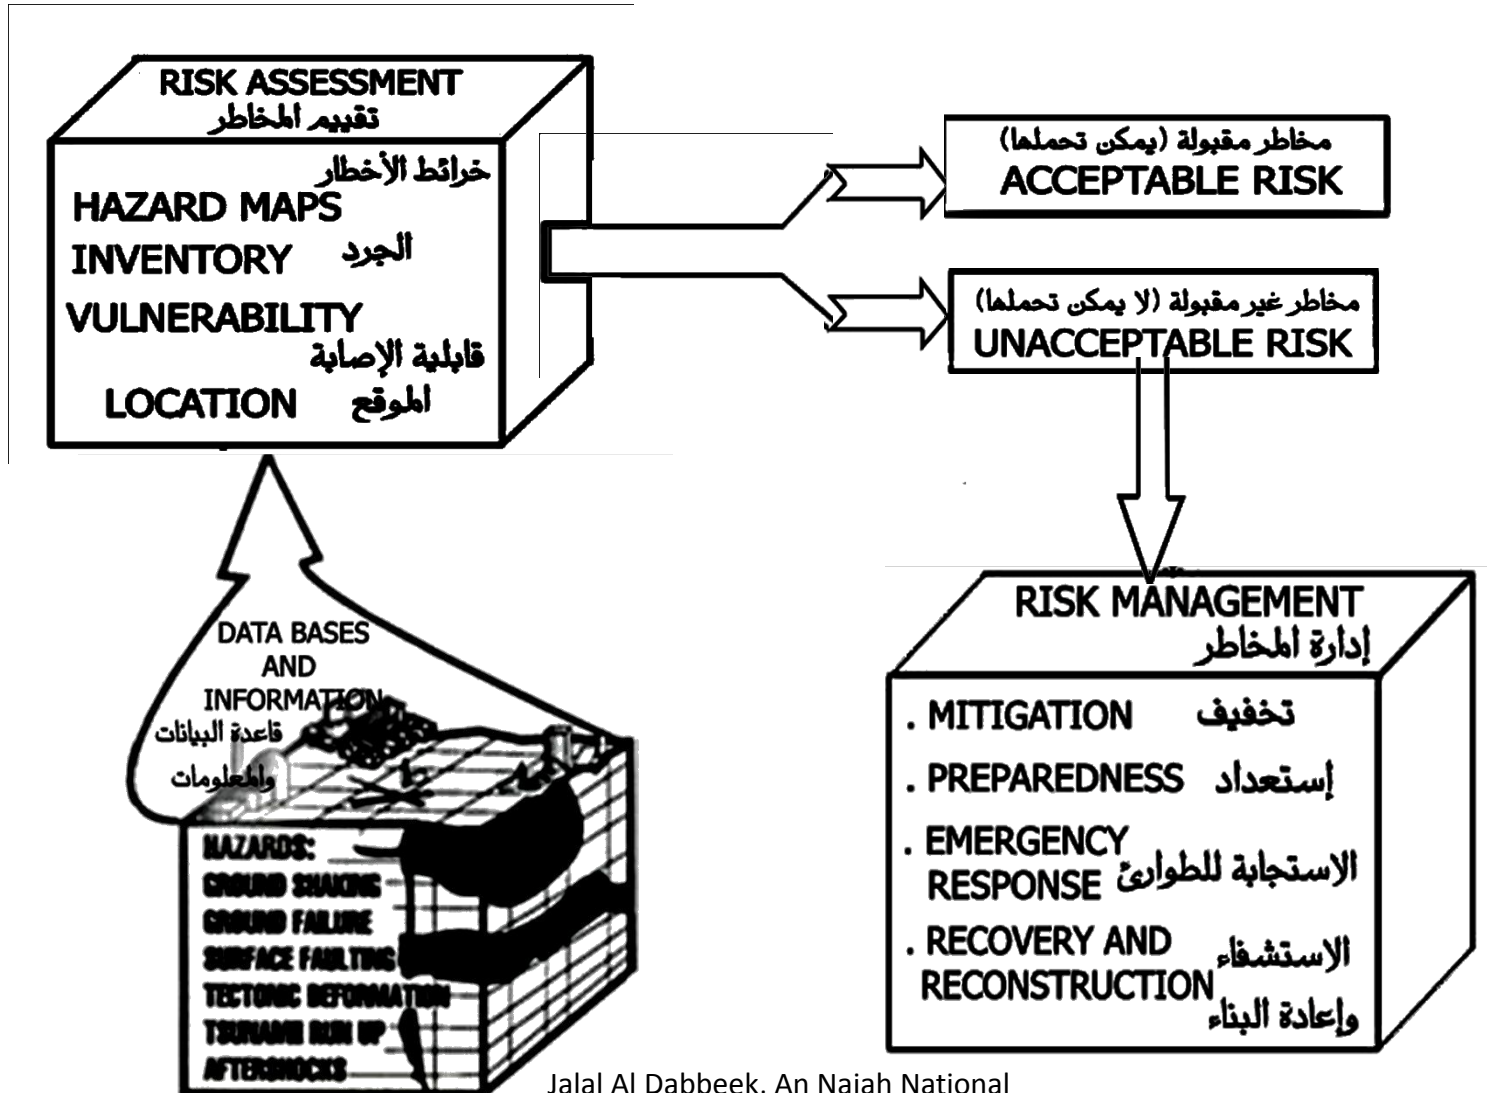 RISK ASSESSMENT
تقييم المخاطر
خرائط الأخطار
HAZARD MAPS
INVENTORY الجرد
VULNERABILITY
قابلية الإصابة
LOCATION الموقع
مخاطر مقبولة (يمكن تحملها)
ACCEPTABLE RISK
مخاطر غير مقبولة (لا يمكن تحملها)
UNACCEPTABLE RISK
DATA BASES
AND
INFORMATION
قاعدة البيانات
والمعلومات
HAZARDS:
GROUND SHAKING
GROUND FAILURE
SURFACE FAULTING
TECTONIC DEFORMATION
TSUNAMI RUN UP
AFTERSHOCKS
RISK MANAGEMENT
إدارة المخاطر
. MITIGATION تخفيف
. PREPAREDNESS إستعداد
. EMERGENCY
RESPONSE الاستجابة للطوارئ
. RECOVERY AND الاستشفاء
RECONSTRUCTION
وإعادة البناء
Jalal Al Dabbeek, An Najah National